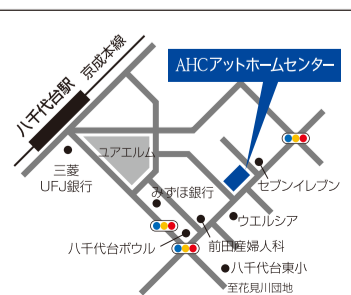 京成本線
八千代台駅
AHCアットホームセンター
ユアエルム
三菱
UFJ銀行
みずほ銀行
セブンイレブン
ウエルシア
八千代台ボウル
前田産婦人科
八千代台東小
至花見川団地